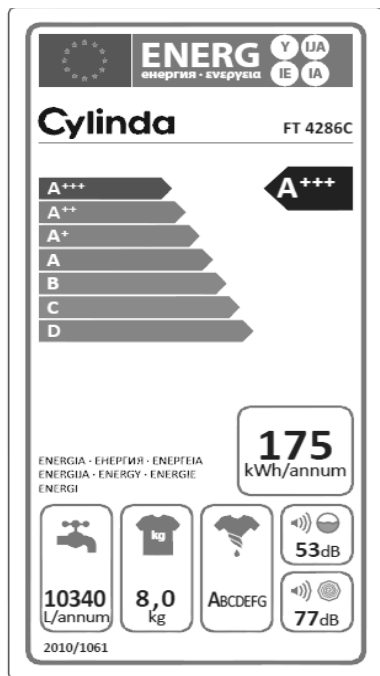 ENERG Y IJA
енергия · ενεργεια IE IA
Cylinda FT 4286C
A+++ A+++
A++
A+
A
B
C
D
175
kWh/annum
ENERGIA · ЕНЕРГИЯ · ΕΝΕΡΓΕΙΑ
ENERGIJA · ENERGY · ENERGIE
ENERGI
kg
53dB
10340
L/annum
8,0
kg
ABCDEFG
77dB
2010/1061